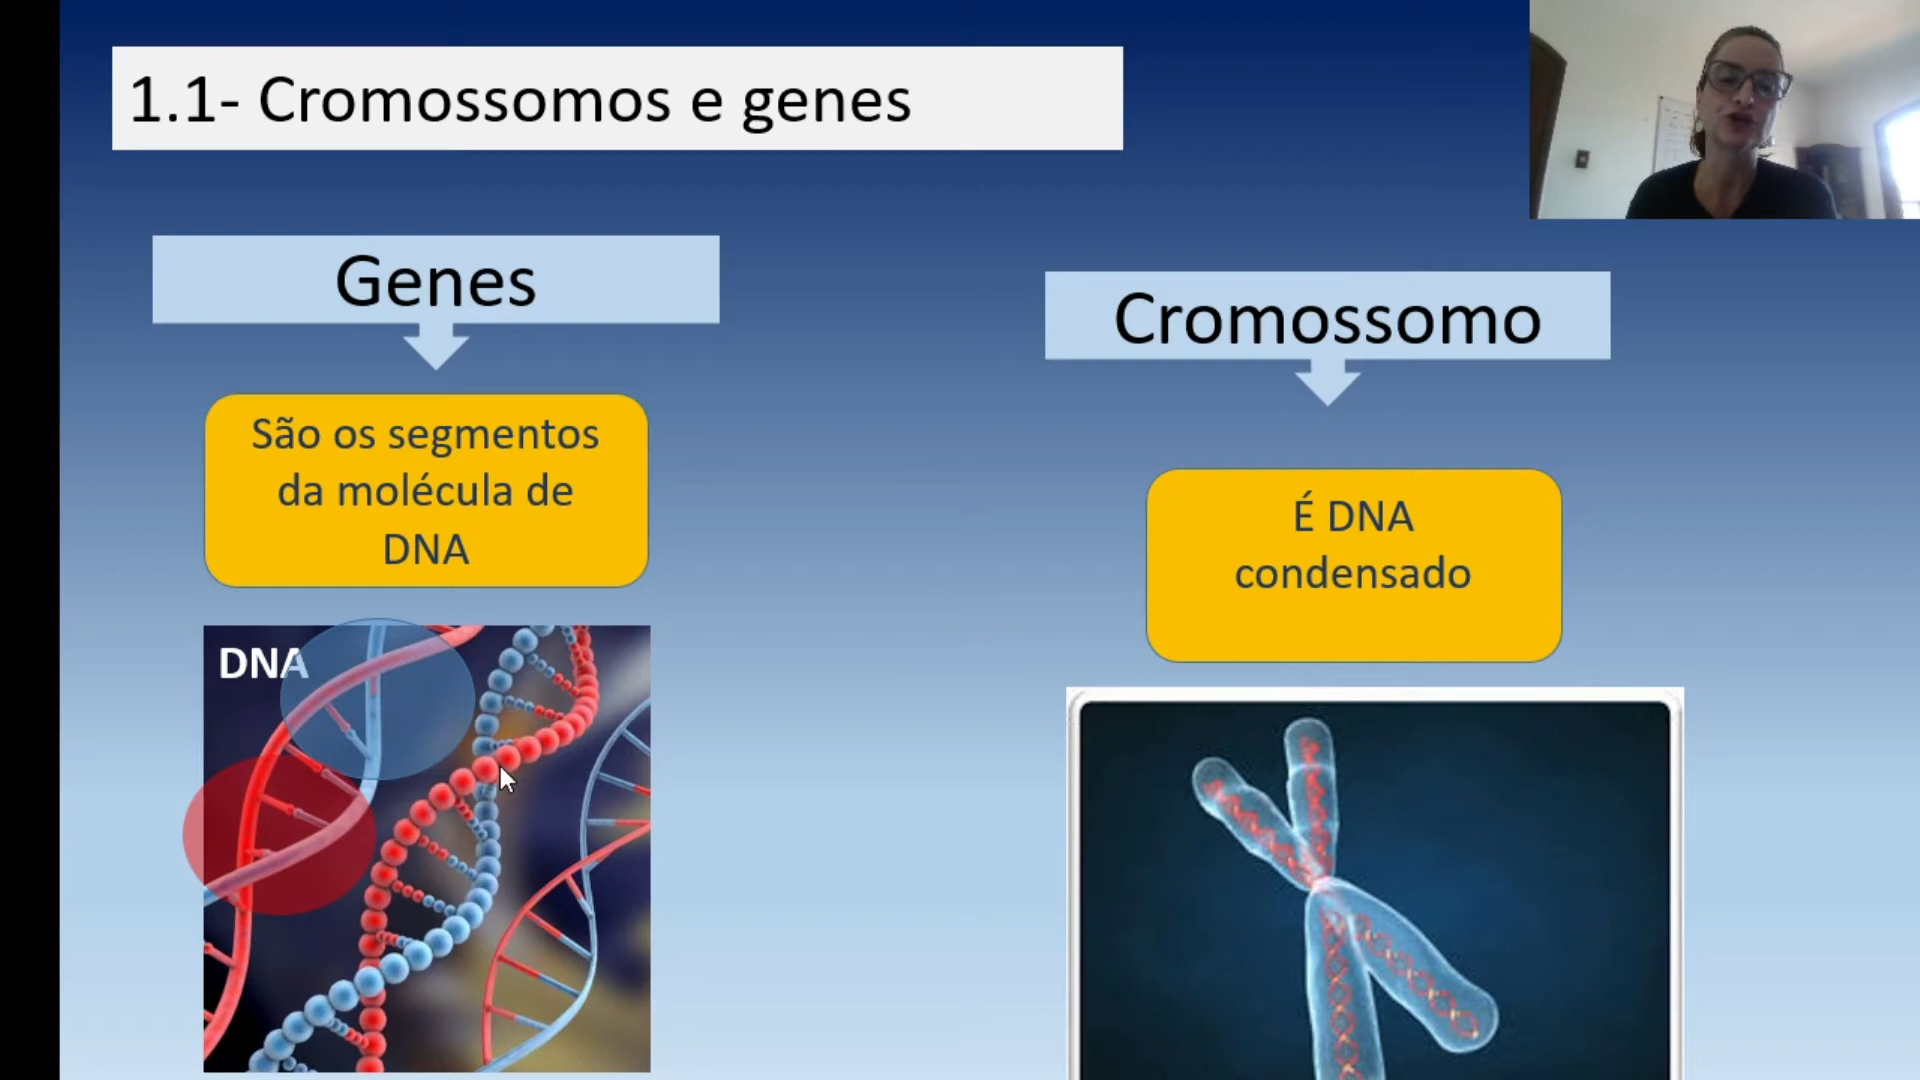 1.1- Cromossomos e genes
Genes
São os segmentos
da molécula de
DNA
DNA
Cromossomo
É DNA
condensado